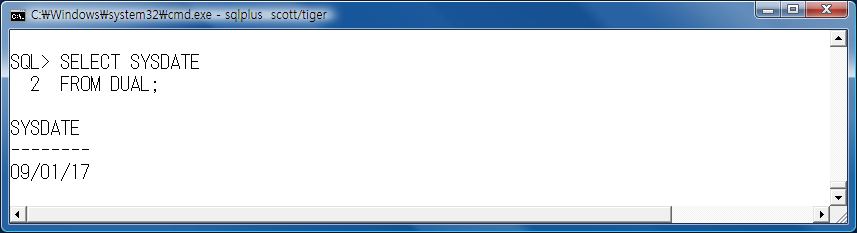 C:₩Windows₩system32₩cmd.exe - sqlplus  scott/tiger
SQL> SELECT SYSDATE
  2  FROM DUAL;
SYSDATE
--------
09/01/17